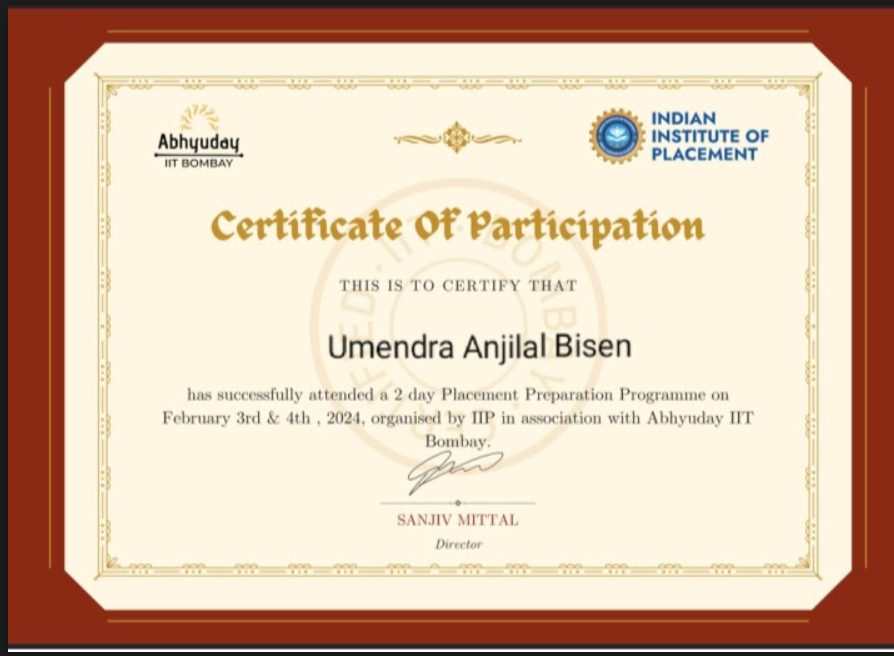 Abhyuday
IIT BOMBAY
INDIAN
INSTITUTE OF
PLACEMENT
Certificate Of Participation
THIS IS TO CERTIFY THAT
Umendra Anjilal Bisen
has successfully attended a 2 day Placement Preparation Programme on
February 3rd & 4th , 2024, organised by IIP in association with Abhyuday IIT
Bombay.
SANJIV MITTAL
Director